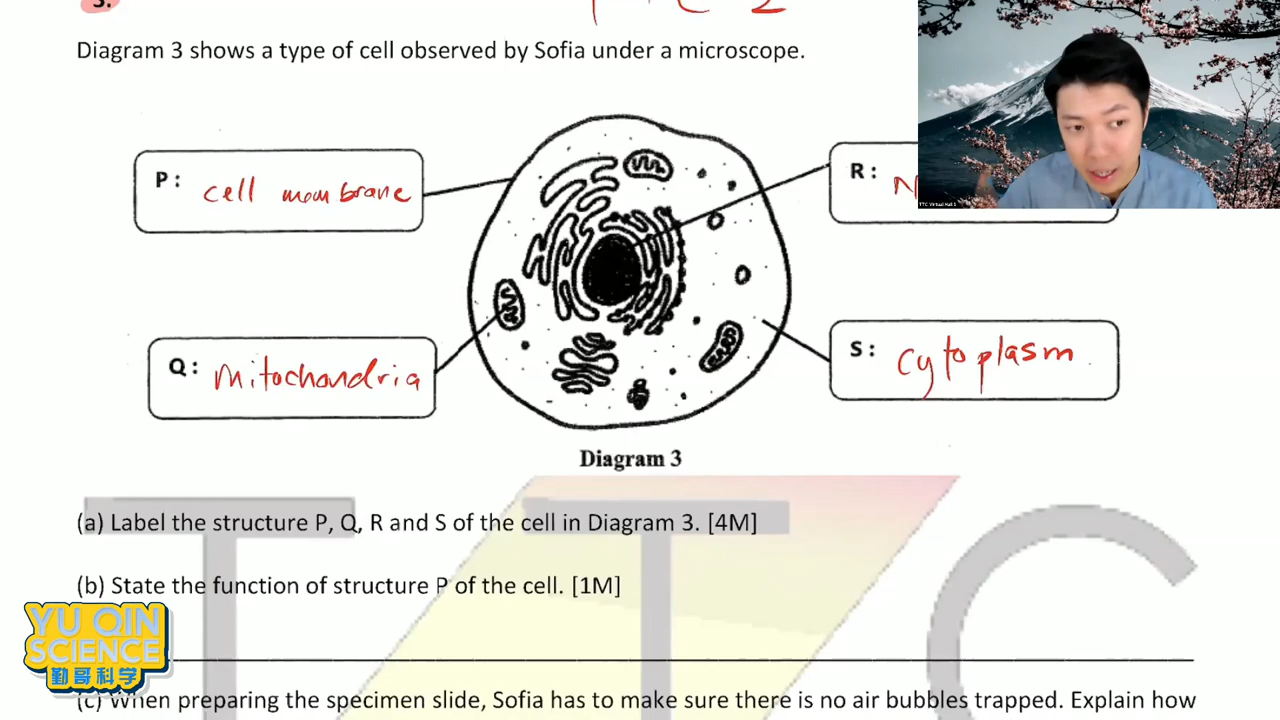 3.
Diagram 3 shows a type of cell observed by Sofia under a microscope.
P: cell membrane
R: N
Q: mitochondria
S: cytoplasm
Diagram 3
TTC
(a) Label the structure P, Q, R and S of the cell in Diagram 3. [4M]
(b) State the function of structure P of the cell. [1M]
YU QIN
SCIENCE
勤哥科学
(c) When preparing the specimen slide, Sofia has to make sure there is no air bubbles trapped. Explain how